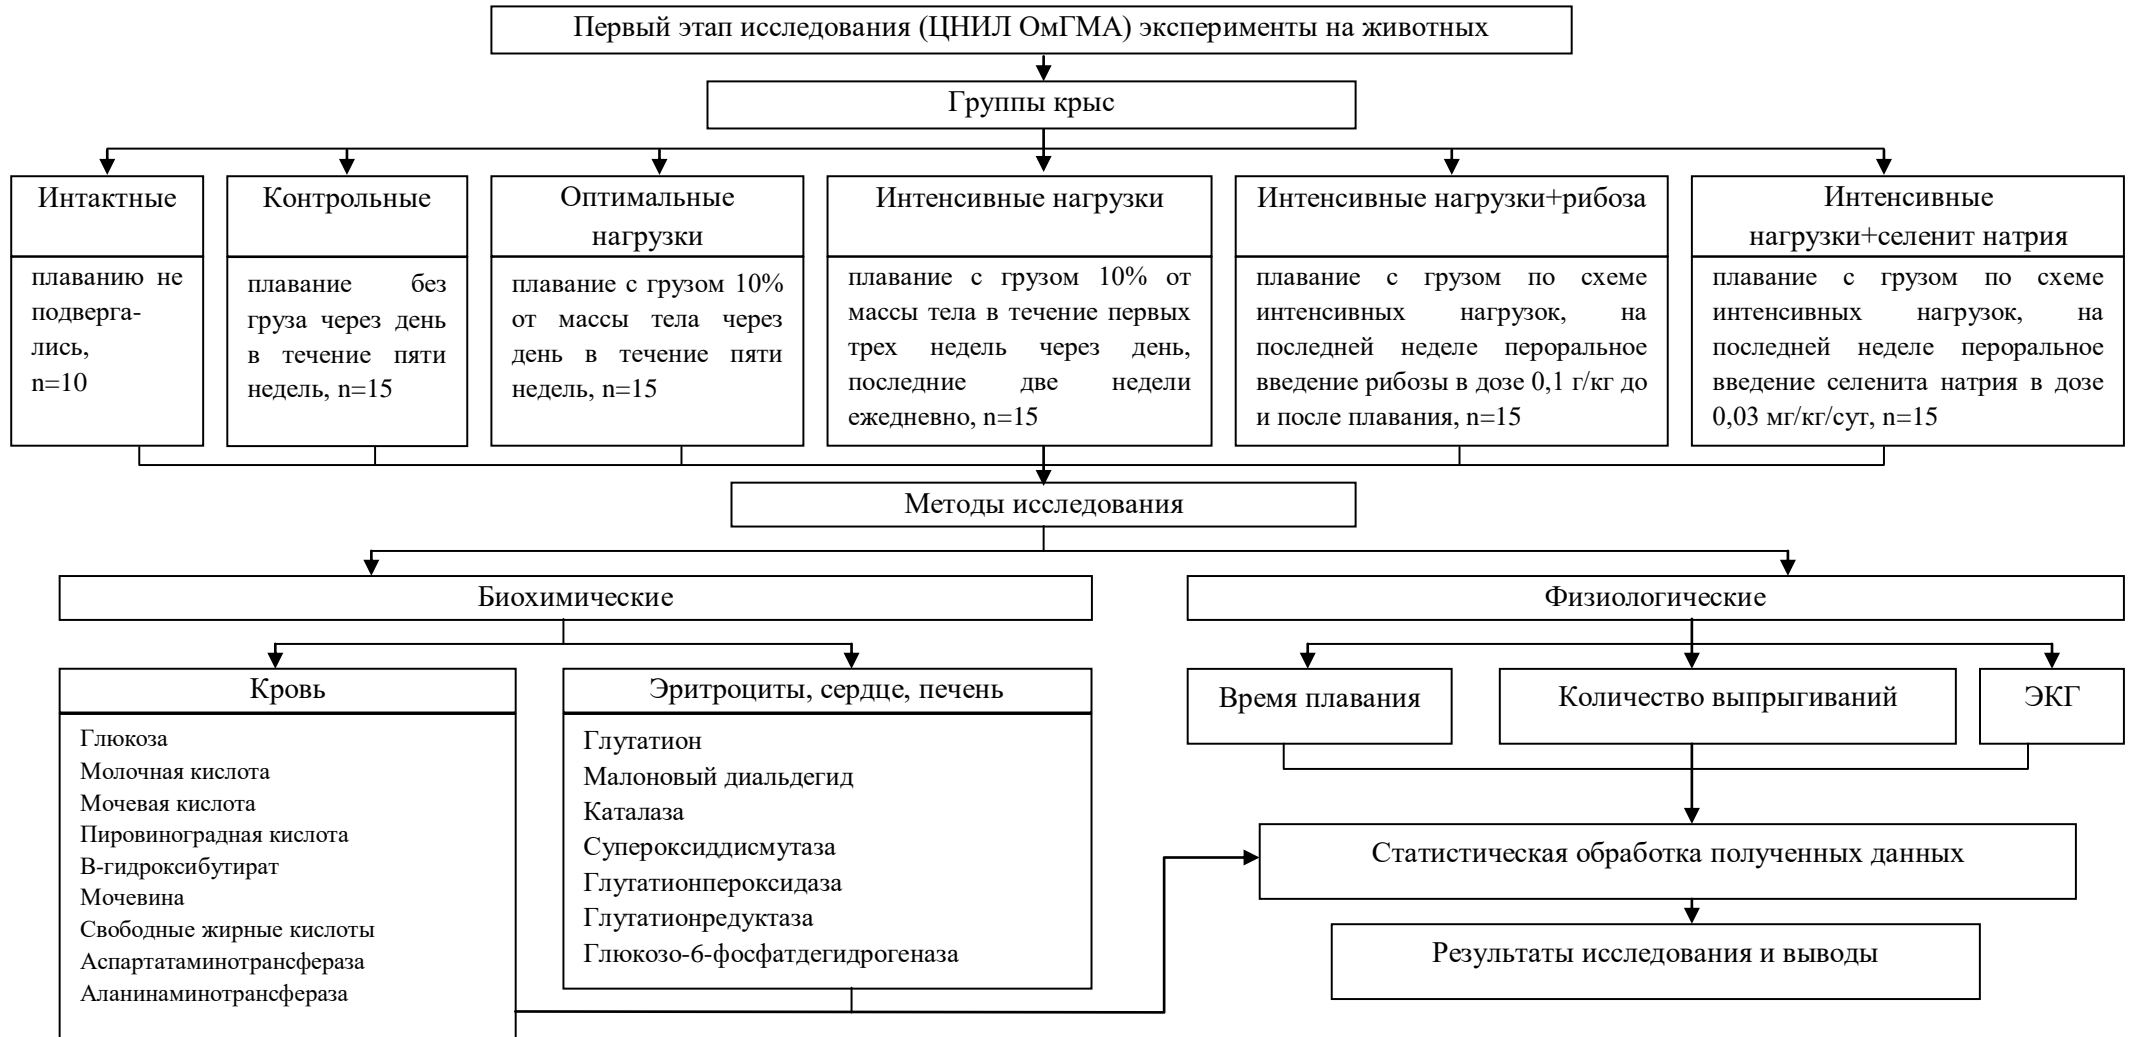 Первый этап исследования (ЦНИЛ ОмГМА) эксперименты на животных
Группы крыс
Интактные
плаванию не
подверга-
лись,
n=10
Контрольные
плавание без
груза через день
в течение пяти
недель, n=15
Оптимальные
нагрузки
плавание с грузом 10%
от массы тела через
день в течение пяти
недель, n=15
Интенсивные нагрузки
плавание с грузом 10% от
массы тела в течение первых
трех недель через день,
последние две недели
ежедневно, n=15
Интенсивные нагрузки+рибоза
плавание с грузом по схеме
интенсивных нагрузок, на
последней неделе пероральное
введение рибозы в дозе 0,1 г/кг до
и после плавания, n=15
Интенсивные
нагрузки+селенит натрия
плавание с грузом по схеме
интенсивных нагрузок, на
последней неделе пероральное
введение селенита натрия в дозе
0,03 мг/кг/сут, n=15
Методы исследования
Биохимические
Физиологические
Кровь
Глюкоза
Молочная кислота
Мочевая кислота
Пировиноградная кислота
В-гидроксибутират
Мочевина
Свободные жирные кислоты
Аспартатаминотрансфераза
Аланинаминотрансфераза
Эритроциты, сердце, печень
Глутатион
Малоновый диальдегид
Каталаза
Супероксиддисмутаза
Глутатионпероксидаза
Глутатионредуктаза
Глюкозо-6-фосфатдегидрогеназа
Время плавания
Количество выпрыгиваний
ЭКГ
Статистическая обработка полученных данных
Результаты исследования и выводы